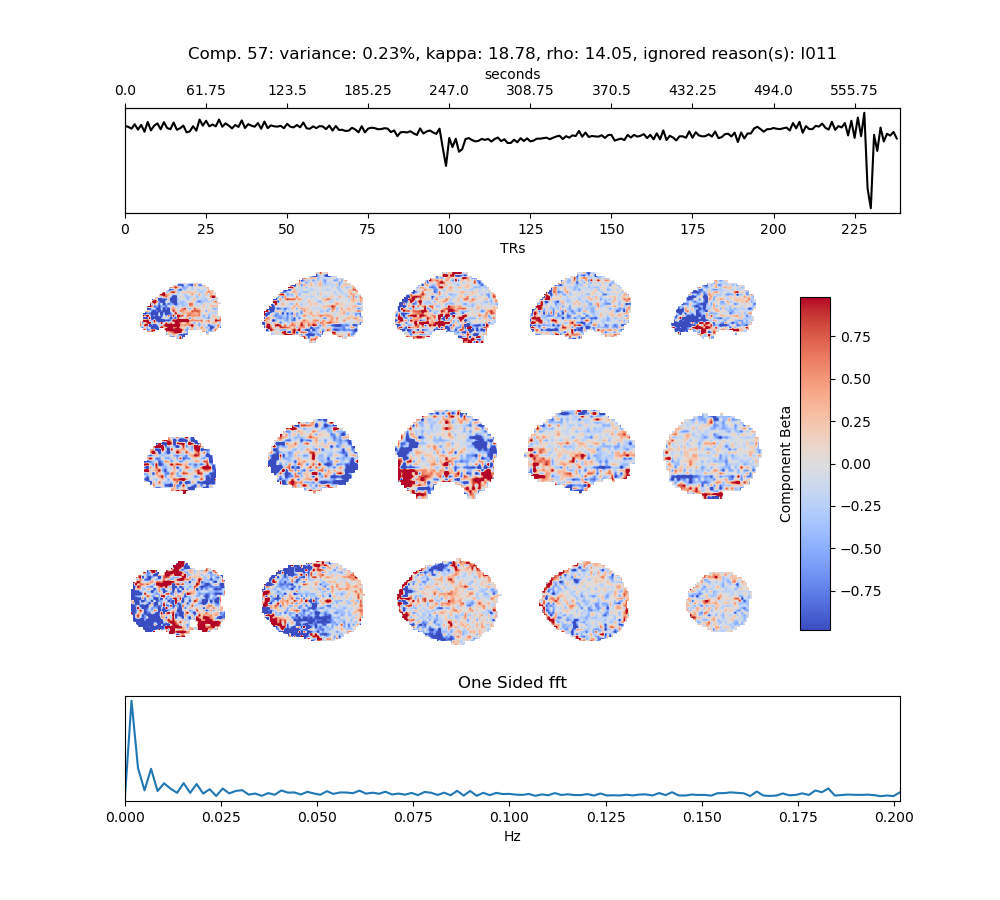 Comp. 57: variance: 0.23%, kappa: 18.78, rho: 14.05, ignored reason(s): I011
seconds
0.0 61.75 123.5 185.25 247.0 308.75 370.5 432.25 494.0 555.75
0 25 50 75 100 125 150 175 200 225
TRs
0.75
0.50
0.25
0.00
−0.25
−0.50
−0.75
Component Beta
One Sided fft
0.000 0.025 0.050 0.075 0.100 0.125 0.150 0.175 0.200
Hz